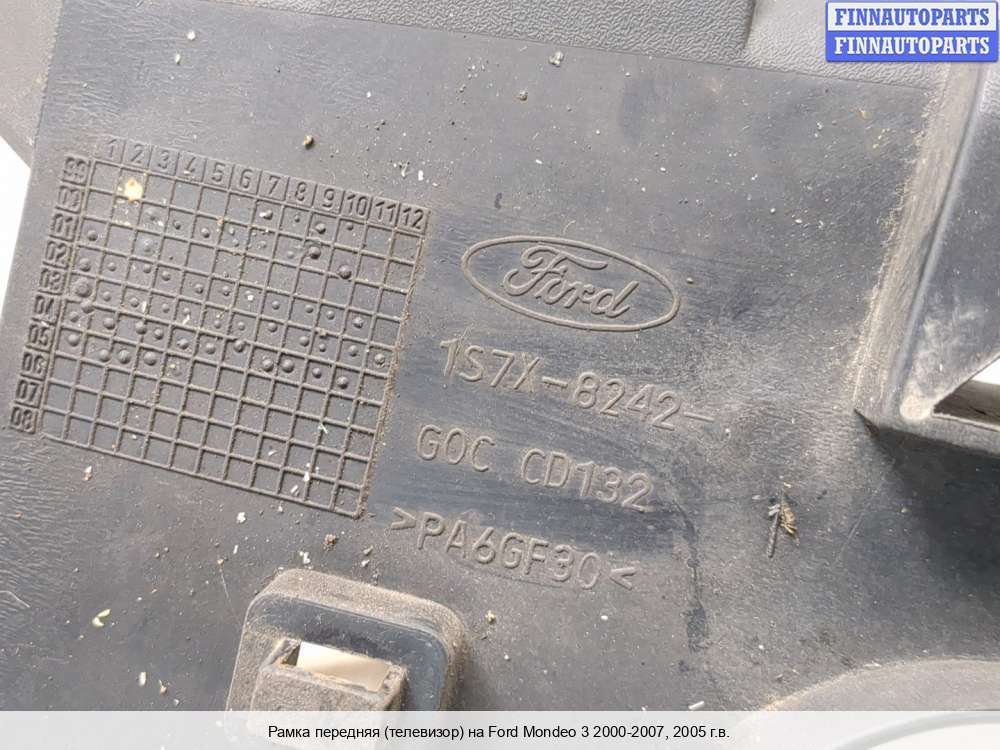 FINNAUTOPARTS
FINNAUTOPARTS
1 2 3 4 5 6 7 8 9 10 11 12
99
00
01
02
03
04
05
06
07
08
Ford
1S7X-8242-
GOC CD132
>PA6GF30<
Рамка передняя (телевизор) на Ford Mondeo 3 2000-2007, 2005 г.в.